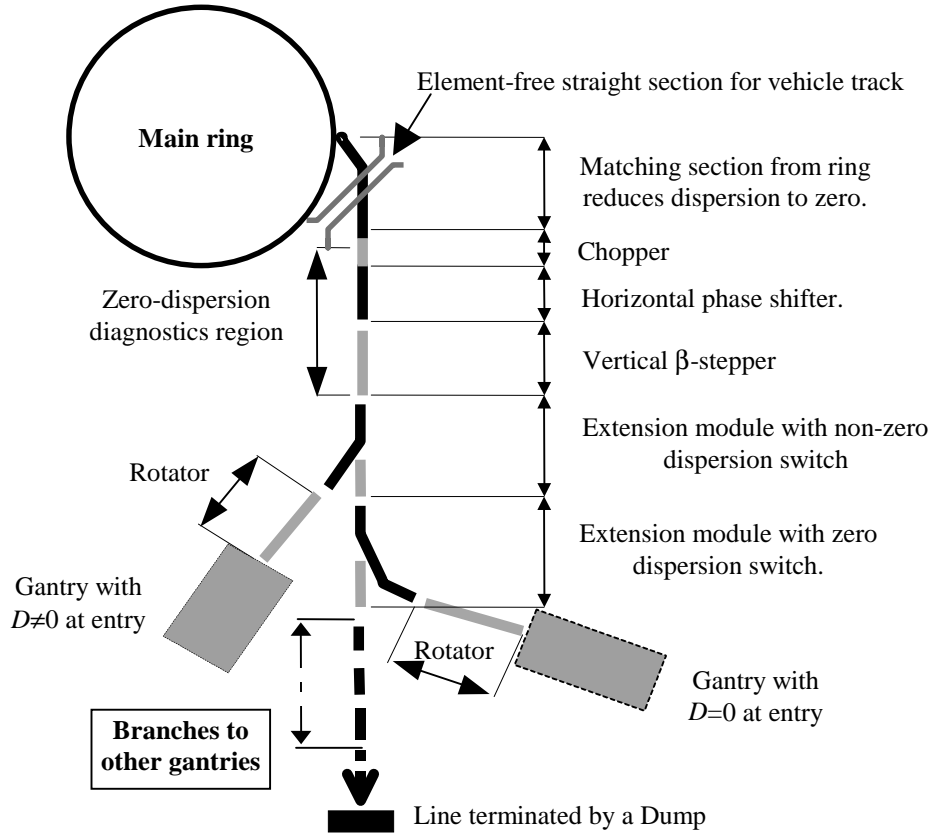 Element-free straight section for vehicle track
Main ring
Matching section from ring
reduces dispersion to zero.
Chopper
Zero-dispersion
diagnostics region
Horizontal phase shifter.
Vertical β-stepper
Extension module with non-zero
dispersion switch
Rotator
Extension module with zero
dispersion switch.
Gantry with
D≠0 at entry
Rotator
Gantry with
D=0 at entry
Branches to
other gantries
Line terminated by a Dump